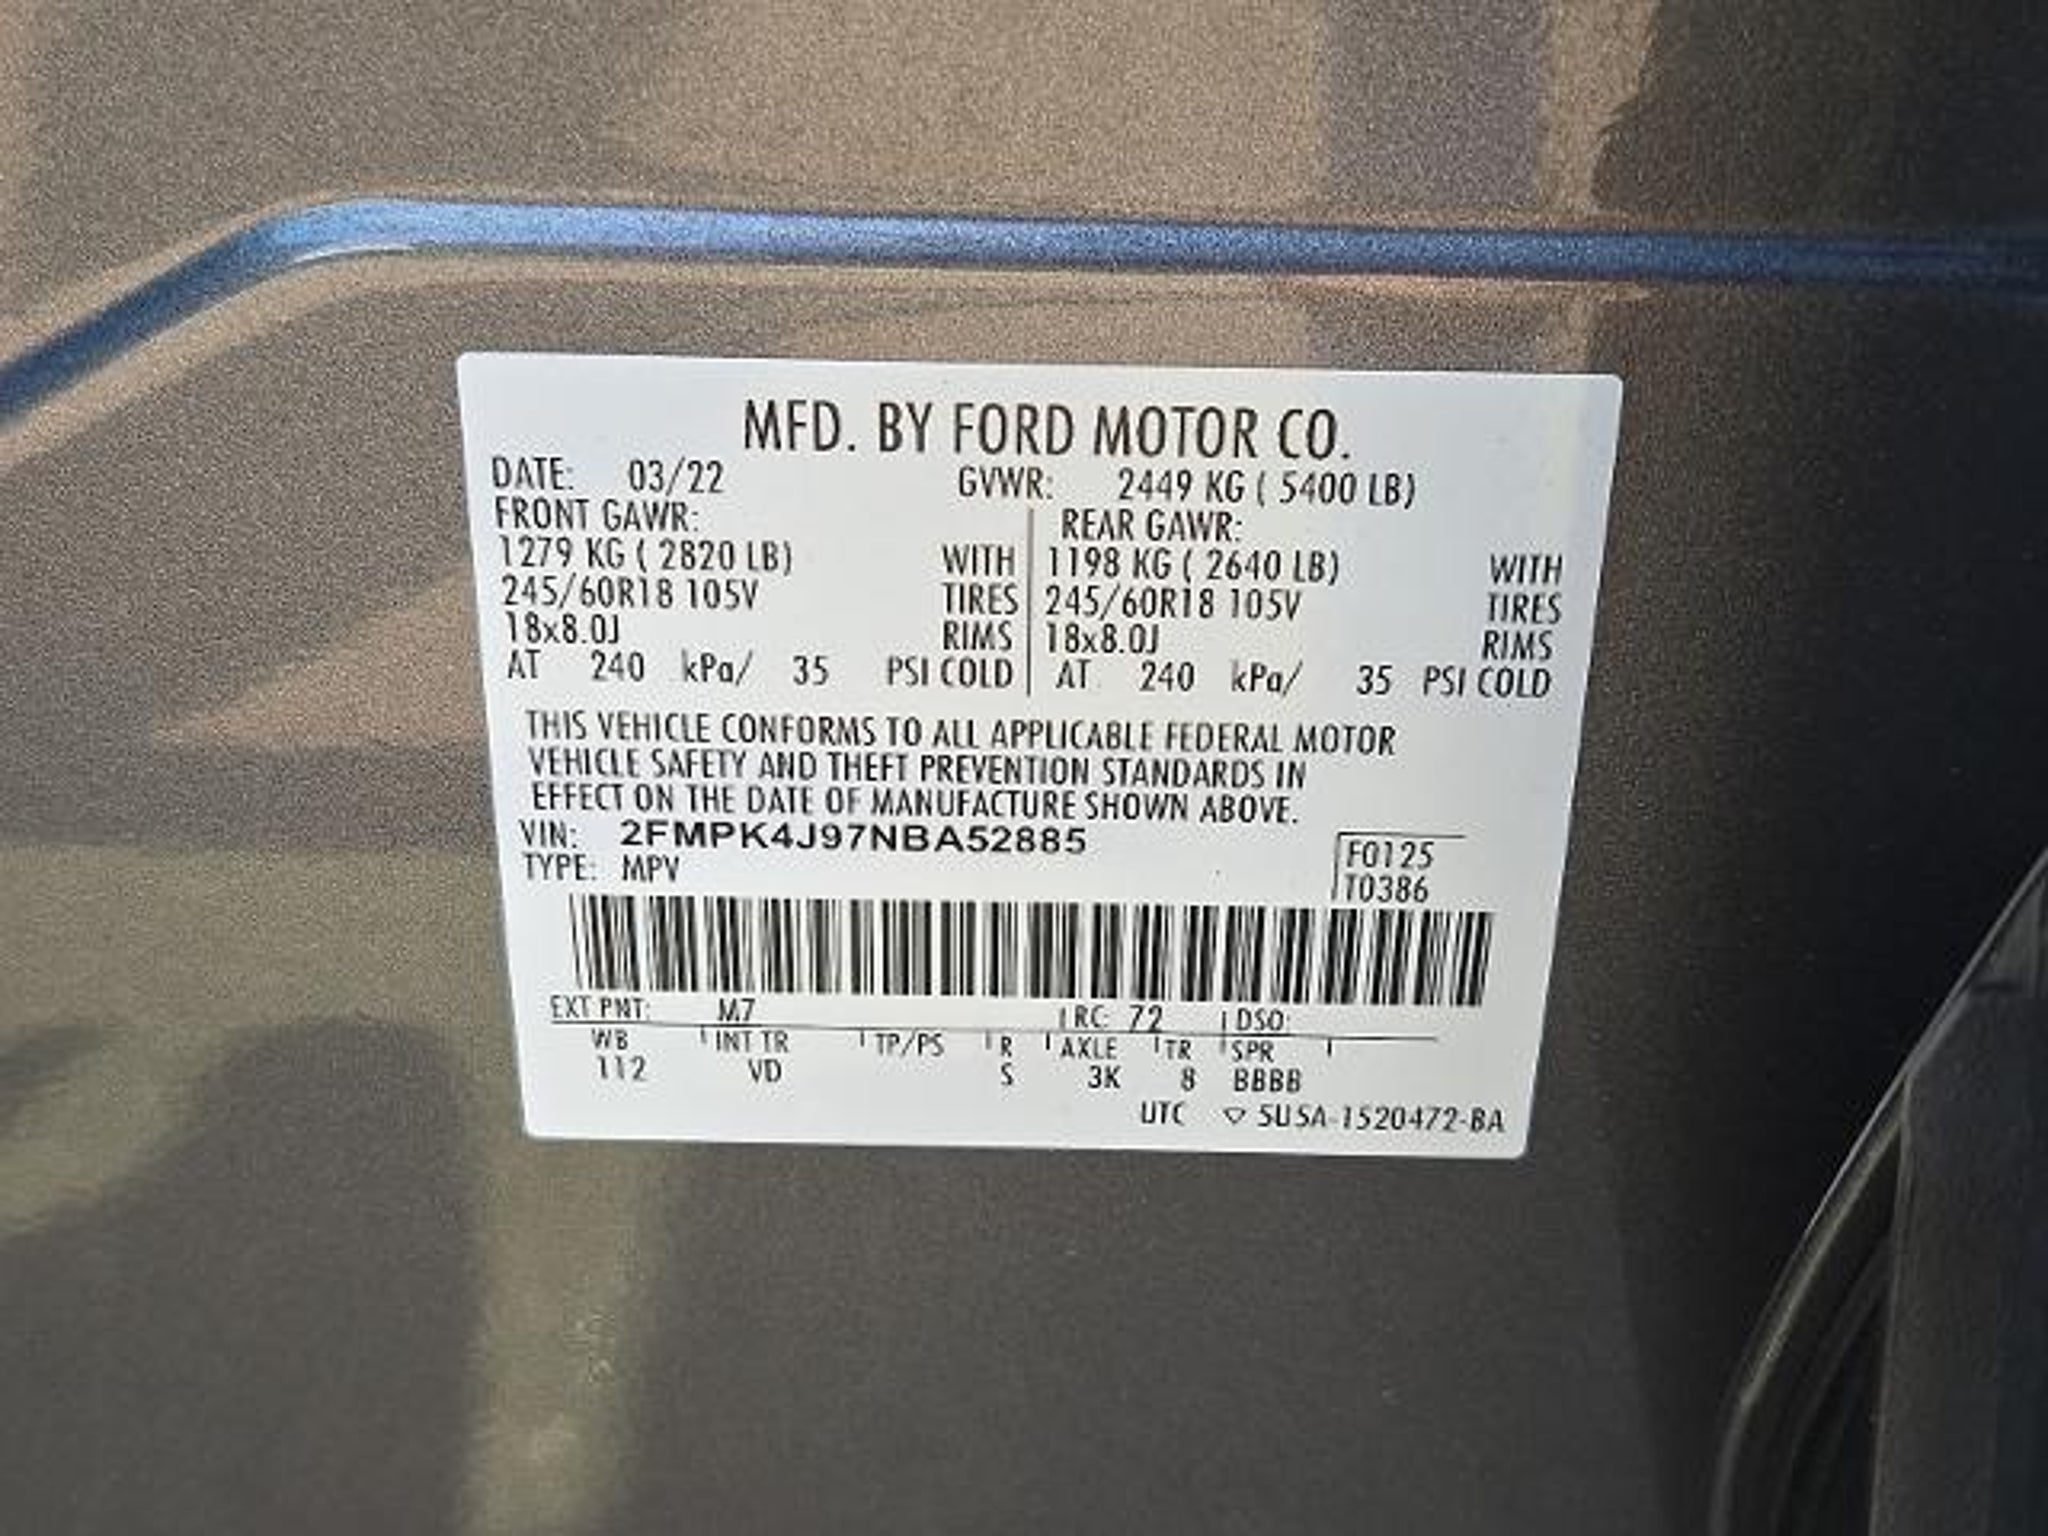 MFD. BY FORD MOTOR CO.
DATE: 03/22 GVWR: 2449 KG ( 5400 LB)
FRONT GAWR: REAR GAWR:
1279 KG ( 2820 LB) WITH 1198 KG ( 2640 LB) WITH
245/60R18 105V TIRES 245/60R18 105V TIRES
18x8.0J RIMS 18x8.0J RIMS
AT 240 kPa/ 35 PSI COLD AT 240 kPa/ 35 PSI COLD
THIS VEHICLE CONFORMS TO ALL APPLICABLE FEDERAL MOTOR
VEHICLE SAFETY AND THEFT PREVENTION STANDARDS IN
EFFECT ON THE DATE OF MANUFACTURE SHOWN ABOVE.
VIN: 2FMPK4J97NBA52885
TYPE: MPV
F0125
T0386
EXT PNT: M7 RC: 72 DSO:
WB INT TR TP/PS R AXLE TR SPR
112 VD S 3K 8 BBBB
UTC ▽ 5U5A-1520472-BA